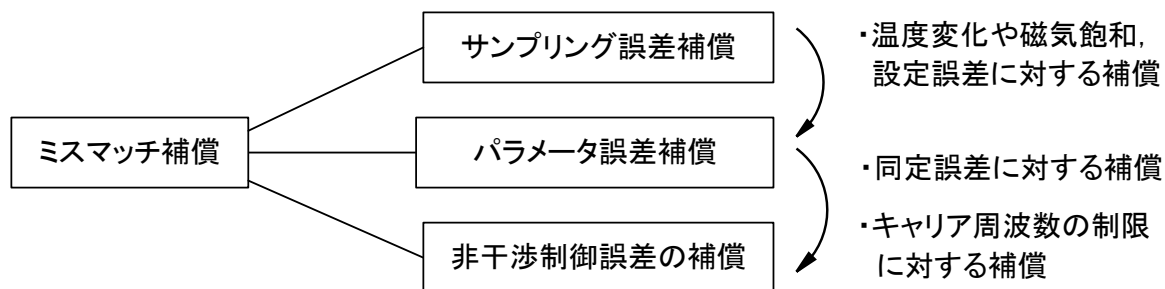 サンプリング誤差補償
・温度変化や磁気飽和,
設定誤差に対する補償
ミスマッチ補償
パラメータ誤差補償
・同定誤差に対する補償
・キャリア周波数の制限
に対する補償
非干渉制御誤差の補償